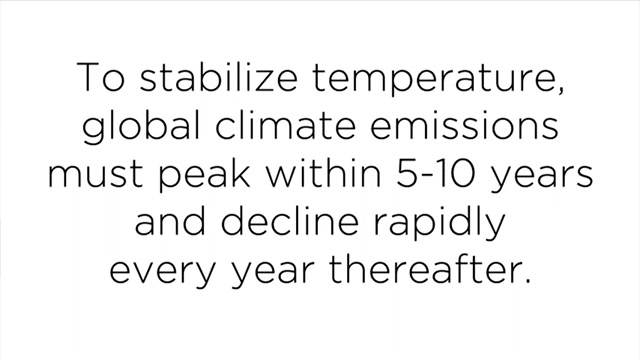 To stabilize temperature,
global climate emissions
must peak within 5-10 years
and decline rapidly
every year thereafter.